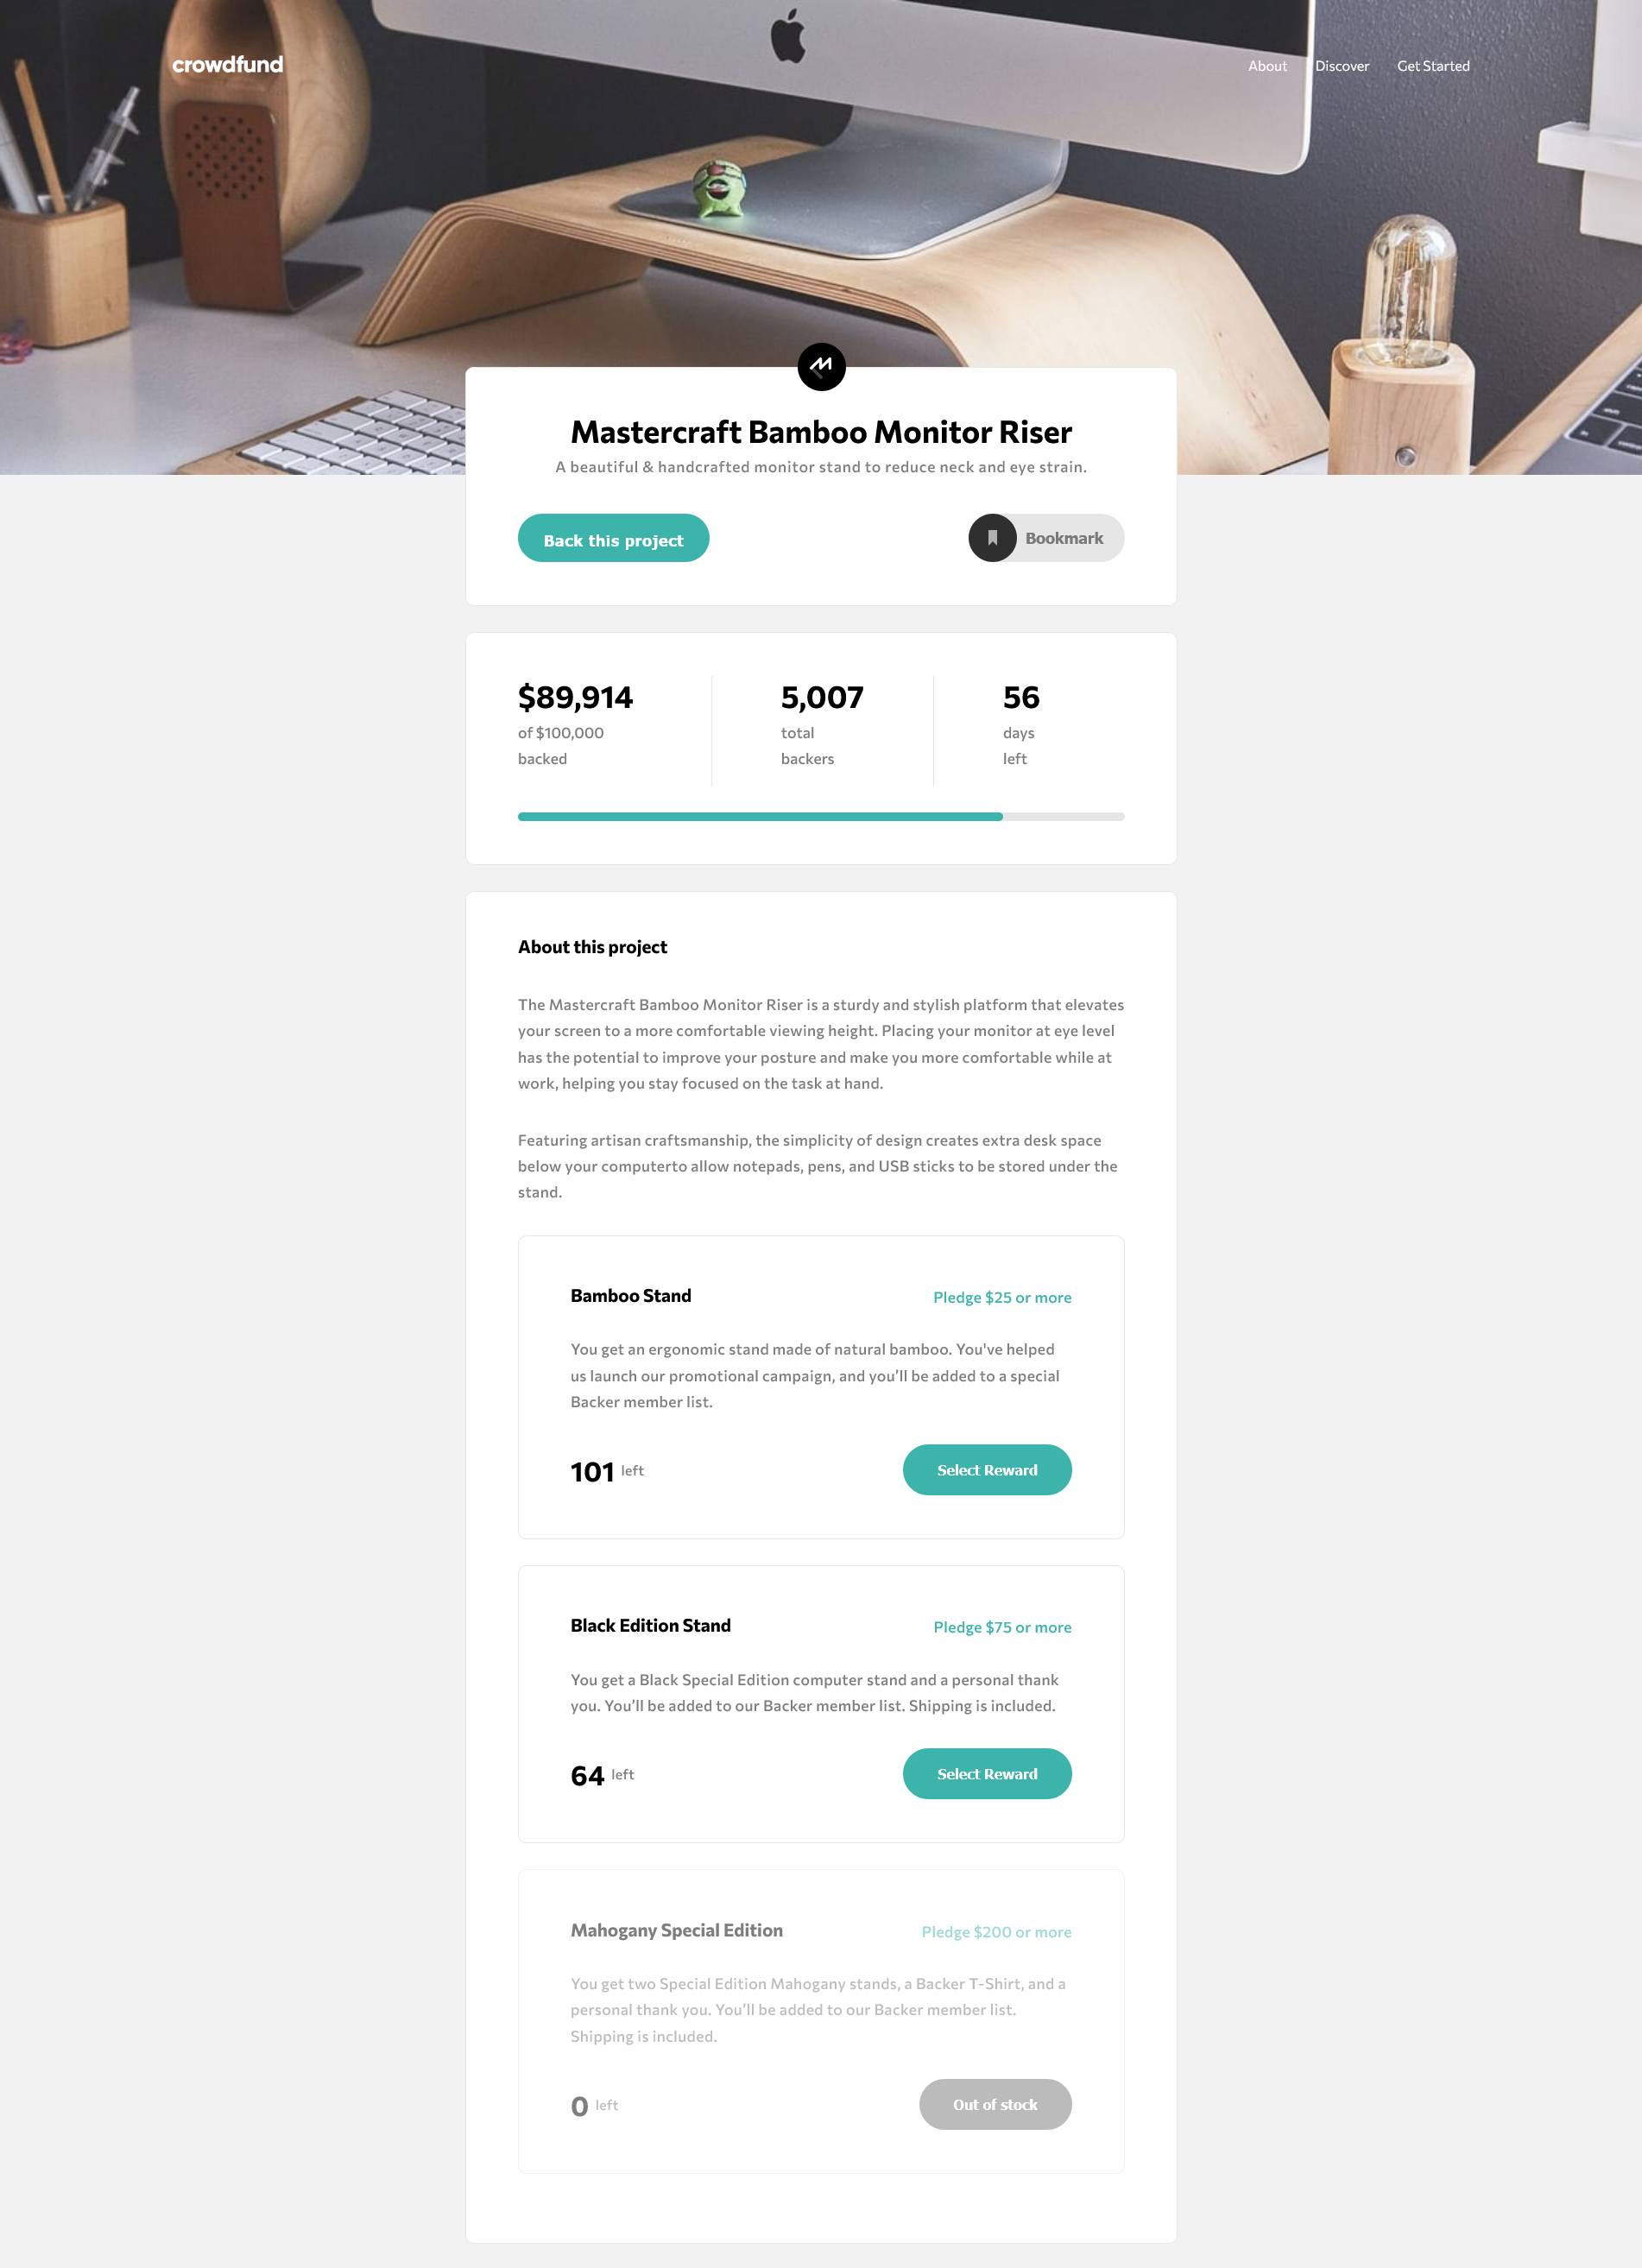 crowdfund
About Discover Get Started
Mastercraft Bamboo Monitor Riser
A beautiful & handcrafted monitor stand to reduce neck and eye strain.
Back this project
Bookmark
$89,914
of $100,000
backed
5,007
total
backers
56
days
left
About this project
The Mastercraft Bamboo Monitor Riser is a sturdy and stylish platform that elevates
your screen to a more comfortable viewing height. Placing your monitor at eye level
has the potential to improve your posture and make you more comfortable while at
work, helping you stay focused on the task at hand.
Featuring artisan craftsmanship, the simplicity of design creates extra desk space
below your computerto allow notepads, pens, and USB sticks to be stored under the
stand.
Bamboo Stand
Pledge $25 or more
You get an ergonomic stand made of natural bamboo. You've helped
us launch our promotional campaign, and you’ll be added to a special
Backer member list.
101 left
Select Reward
Black Edition Stand
Pledge $75 or more
You get a Black Special Edition computer stand and a personal thank
you. You’ll be added to our Backer member list. Shipping is included.
64 left
Select Reward
Mahogany Special Edition
Pledge $200 or more
You get two Special Edition Mahogany stands, a Backer T-Shirt, and a
personal thank you. You’ll be added to our Backer member list.
Shipping is included.
0 left
Out of stock